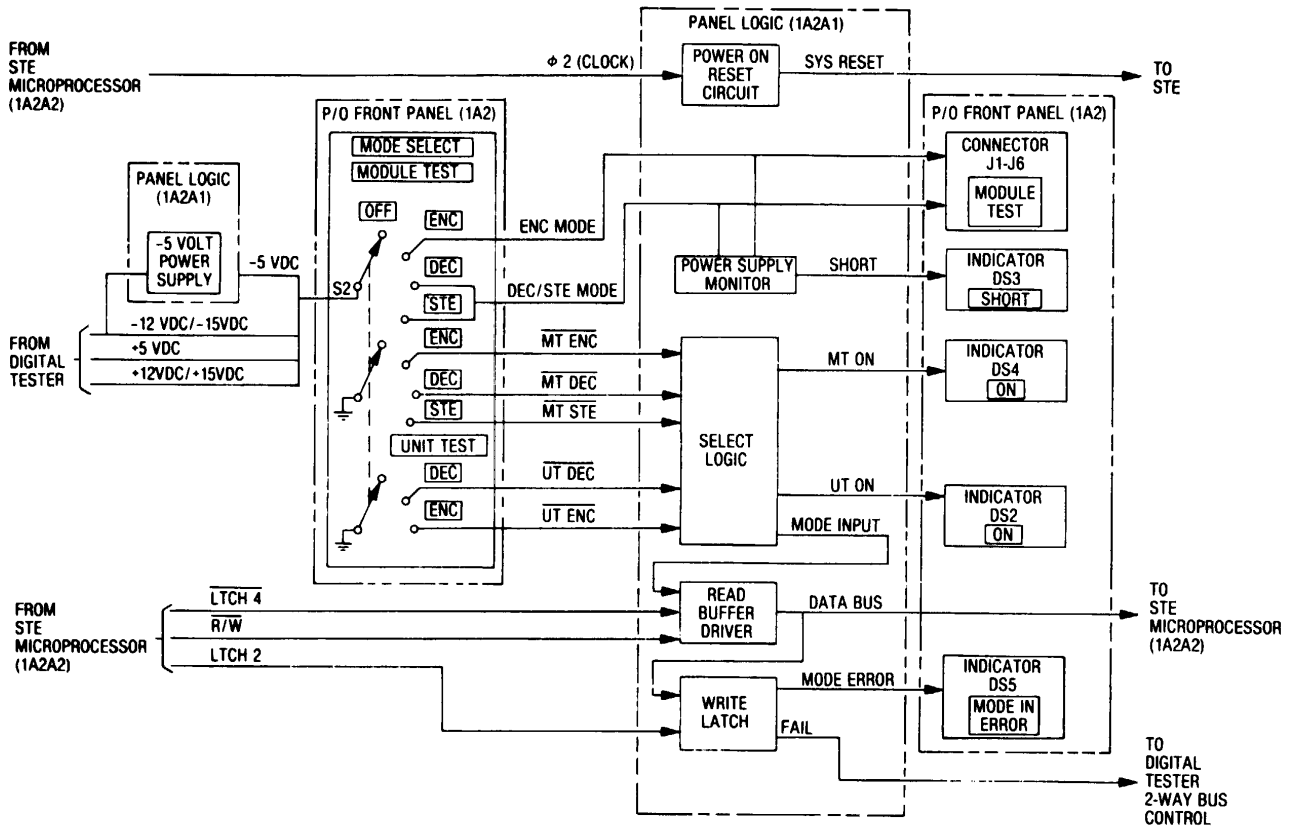 FROM
STE
MICROPROCESSOR
(1A2A2)
φ 2 (CLOCK)
PANEL LOGIC (1A2A1)
POWER ON
RESET
CIRCUIT
SYS RESET
TO
STE
PANEL LOGIC
(1A2A1)
-5 VOLT
POWER
SUPPLY
-5 VDC
-12 VDC/-15VDC
+5 VDC
+12VDC/+15VDC
FROM
DIGITAL
TESTER
P/O FRONT PANEL (1A2)
MODE SELECT
MODULE TEST
OFF
ENC
DEC
STE
S2
ENC
DEC
STE
UNIT TEST
DEC
ENC
ENC MODE
DEC/STE MODE
MT ENC
MT DEC
MT STE
UT DEC
UT ENC
POWER SUPPLY
MONITOR
SHORT
SELECT
LOGIC
MT ON
UT ON
MODE INPUT
P/O FRONT PANEL (1A2)
CONNECTOR
J1-J6
MODULE
TEST
INDICATOR
DS3
SHORT
INDICATOR
DS4
ON
INDICATOR
DS2
ON
FROM
STE
MICROPROCESSOR
(1A2A2)
LTCH 4
R/W
LTCH 2
READ
BUFFER
DRIVER
DATA BUS
TO
STE
MICROPROCESSOR
(1A2A2)
WRITE
LATCH
MODE ERROR
FAIL
INDICATOR
DS5
MODE IN
ERROR
TO
DIGITAL
TESTER
2-WAY BUS
CONTROL